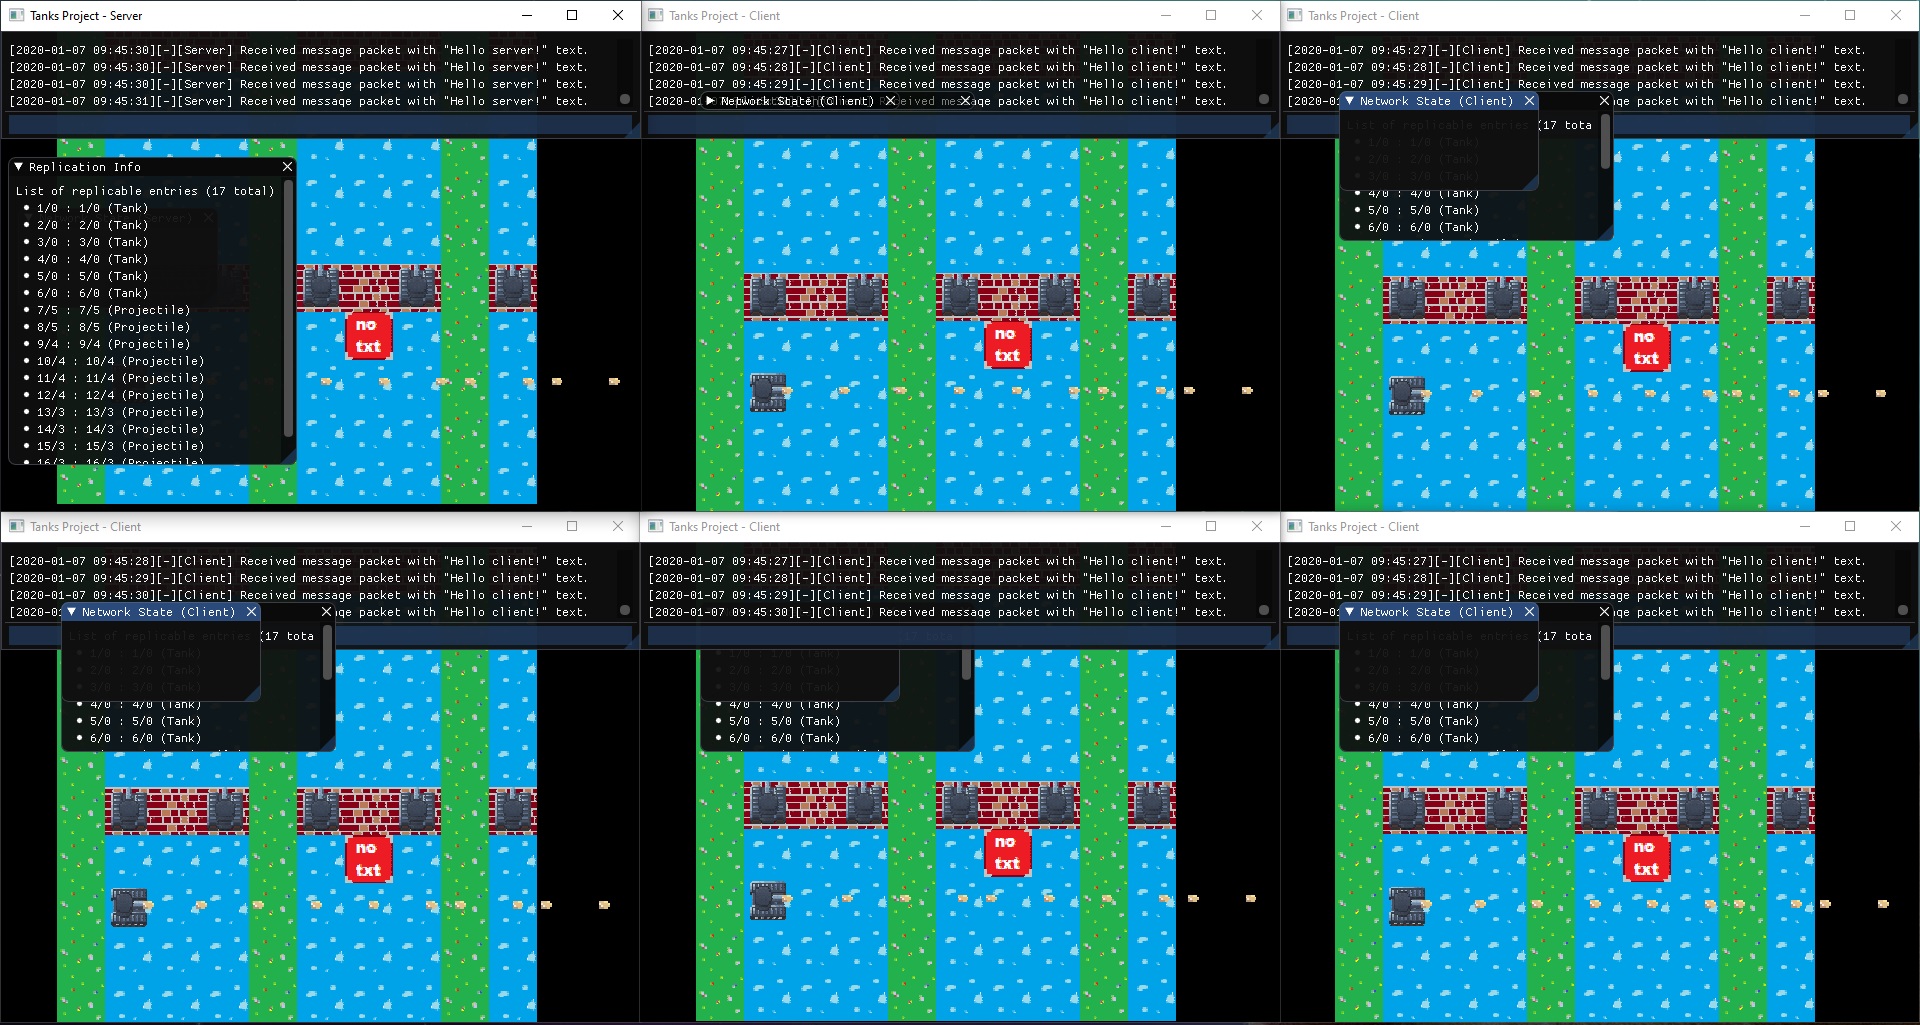 Tanks Project - Server
[2020-01-07 09:45:30][-][Server] Received message packet with "Hello server!" text.
[2020-01-07 09:45:30][-][Server] Received message packet with "Hello server!" text.
[2020-01-07 09:45:30][-][Server] Received message packet with "Hello server!" text.
[2020-01-07 09:45:31][-][Server] Received message packet with "Hello server!" text.
Replication Info
List of replicable entries (17 total)
1/0 : 1/0 (Tank)
2/0 : 2/0 (Tank)
3/0 : 3/0 (Tank)
4/0 : 4/0 (Tank)
5/0 : 5/0 (Tank)
6/0 : 6/0 (Tank)
7/5 : 7/5 (Projectile)
8/5 : 8/5 (Projectile)
9/4 : 9/4 (Projectile)
10/4 : 10/4 (Projectile)
11/4 : 11/4 (Projectile)
12/4 : 12/4 (Projectile)
13/3 : 13/3 (Projectile)
14/3 : 14/3 (Projectile)
15/3 : 15/3 (Projectile)
16/3 : 16/3 (Projectile)
no
txt
Tanks Project - Client
[2020-01-07 09:45:27][-][Client] Received message packet with "Hello client!" text.
[2020-01-07 09:45:28][-][Client] Received message packet with "Hello client!" text.
[2020-01-07 09:45:29][-][Client] Received message packet with "Hello client!" text.
[2020-01 Network State (Client) message packet with "Hello client!" text.
no
txt
Tanks Project - Client
[2020-01-07 09:45:27][-][Client] Received message packet with "Hello client!" text.
[2020-01-07 09:45:28][-][Client] Received message packet with "Hello client!" text.
[2020-01-07 09:45:29][-][Client] Received message packet with "Hello client!" text.
[2020-01 Network State (Client) packet with "Hello client!" text.
List of replicable entries (17 tota
1/0 : 1/0 (Tank)
2/0 : 2/0 (Tank)
3/0 : 3/0 (Tank)
4/0 : 4/0 (Tank)
5/0 : 5/0 (Tank)
6/0 : 6/0 (Tank)
no
txt
Tanks Project - Client
[2020-01-07 09:45:28][-][Client] Received message packet with "Hello client!" text.
[2020-01-07 09:45:29][-][Client] Received message packet with "Hello client!" text.
[2020-01-07 09:45:30][-][Client] Received message packet with "Hello client!" text.
[2020-01 Network State (Client) packet with "Hello client!" text.
List of replicable entries (17 tota
1/0 : 1/0 (Tank)
2/0 : 2/0 (Tank)
3/0 : 3/0 (Tank)
4/0 : 4/0 (Tank)
5/0 : 5/0 (Tank)
6/0 : 6/0 (Tank)
no
txt
Tanks Project - Client
[2020-01-07 09:45:27][-][Client] Received message packet with "Hello client!" text.
[2020-01-07 09:45:28][-][Client] Received message packet with "Hello client!" text.
[2020-01-07 09:45:29][-][Client] Received message packet with "Hello client!" text.
[2020-01-07 09:45:30][-][Client] Received message packet with "Hello client!" text.
(17 tota
1/0 : 1/0 (Tank)
2/0 : 2/0 (Tank)
3/0 : 3/0 (Tank)
4/0 : 4/0 (Tank)
5/0 : 5/0 (Tank)
6/0 : 6/0 (Tank)
no
txt
Tanks Project - Client
[2020-01-07 09:45:27][-][Client] Received message packet with "Hello client!" text.
[2020-01-07 09:45:28][-][Client] Received message packet with "Hello client!" text.
[2020-01-07 09:45:29][-][Client] Received message packet with "Hello client!" text.
[2020-01 Network State (Client) packet with "Hello client!" text.
List of replicable entries (17 tota
1/0 : 1/0 (Tank)
2/0 : 2/0 (Tank)
3/0 : 3/0 (Tank)
4/0 : 4/0 (Tank)
5/0 : 5/0 (Tank)
6/0 : 6/0 (Tank)
no
txt